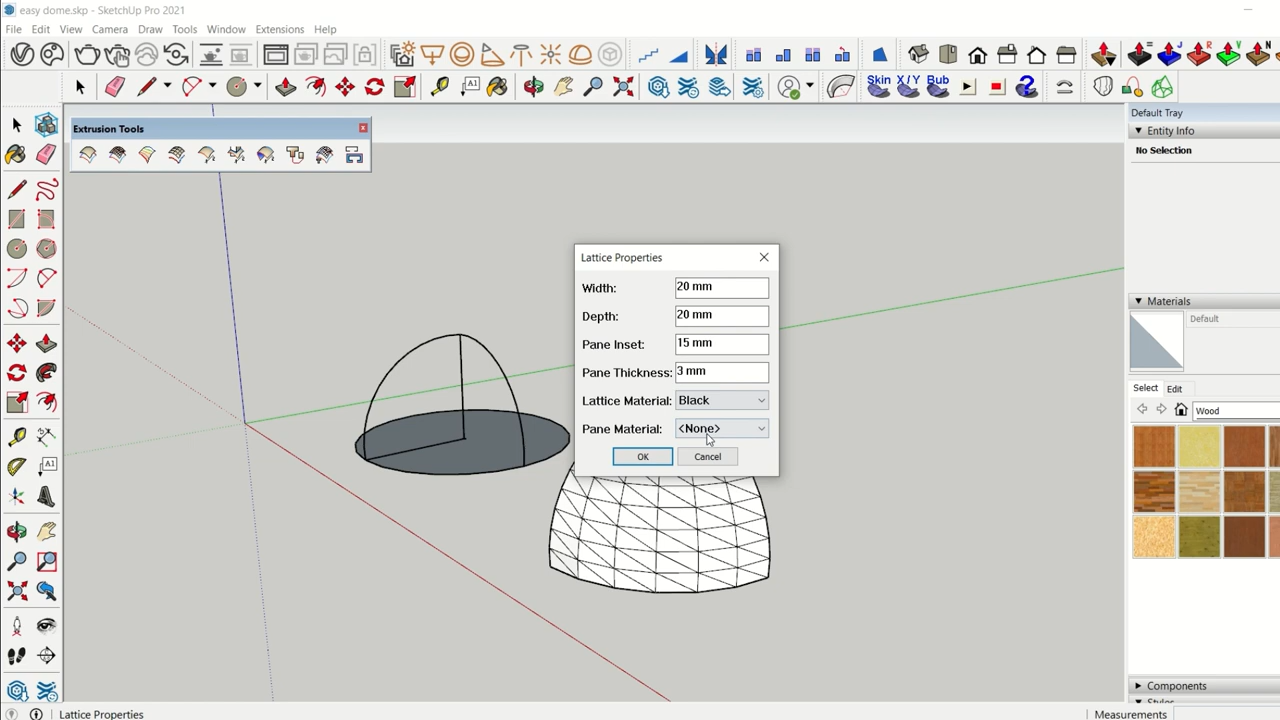 easy dome.skp - SketchUp Pro 2021
File Edit View Camera Draw Tools Window Extensions Help
= J R V N
A1 Skin X/Y Bub
Default Tray
Extrusion Tools
Entity Info
No Selection
Lattice Properties
Width: 20 mm
Depth: 20 mm
Pane Inset: 15 mm
Pane Thickness: 3 mm
Lattice Material: Black
Pane Material: <None>
OK Cancel
Materials
Default
Select Edit
Wood
A1
Components
Styles
Lattice Properties
Measurements